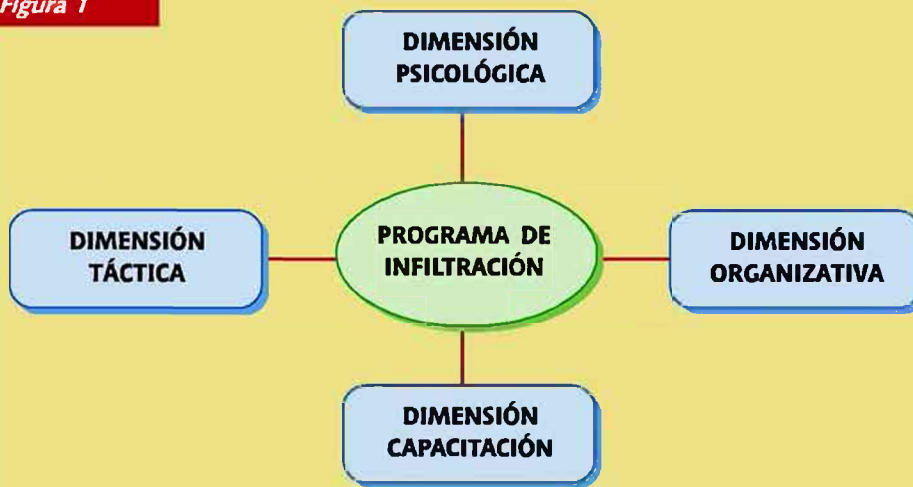 Figura 1
DIMENSIÓN
PSICOLÓGICA
DIMENSIÓN
TÁCTICA
PROGRAMA DE
INFILTRACIÓN
DIMENSIÓN
ORGANIZATIVA
DIMENSIÓN
CAPACITACIÓN